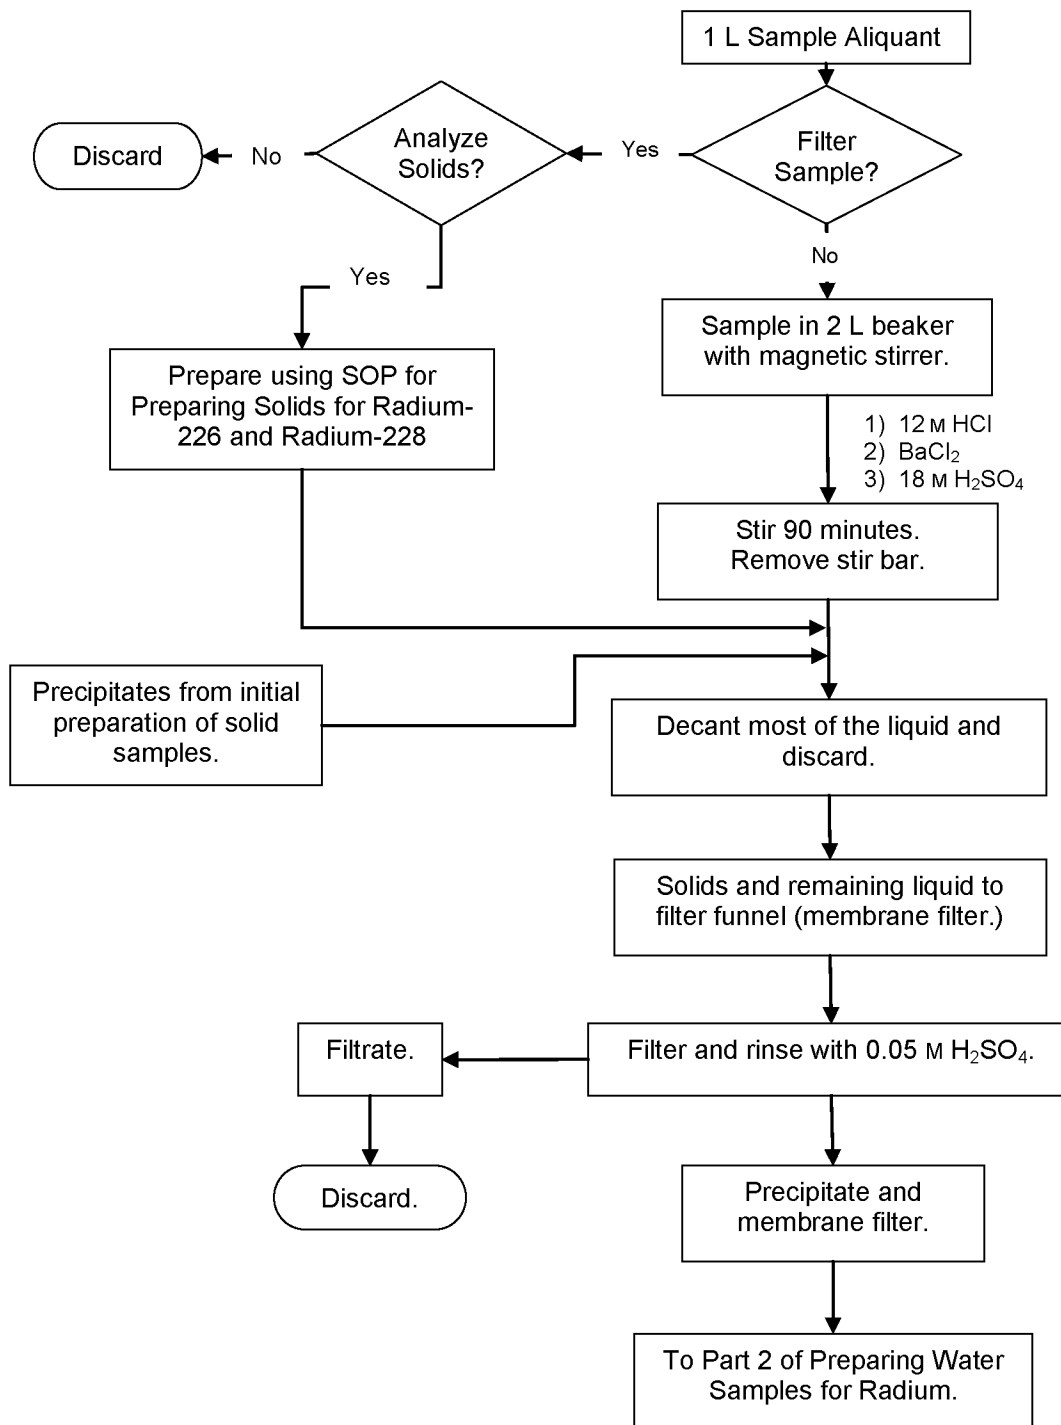 1 L Sample Aliquant
Filter
Sample?
Yes
Analyze
Solids?
No
Discard
Yes
No
Prepare using SOP for
Preparing Solids for Radium-
226 and Radium-228
Sample in 2 L beaker
with magnetic stirrer.
1) 12 M HCl
2) BaCl₂
3) 18 M H₂SO₄
Stir 90 minutes.
Remove stir bar.
Precipitates from initial
preparation of solid
samples.
Decant most of the liquid and
discard.
Solids and remaining liquid to
filter funnel (membrane filter.)
Filter and rinse with 0.05 M H₂SO₄.
Filtrate.
Discard.
Precipitate and
membrane filter.
To Part 2 of Preparing Water
Samples for Radium.